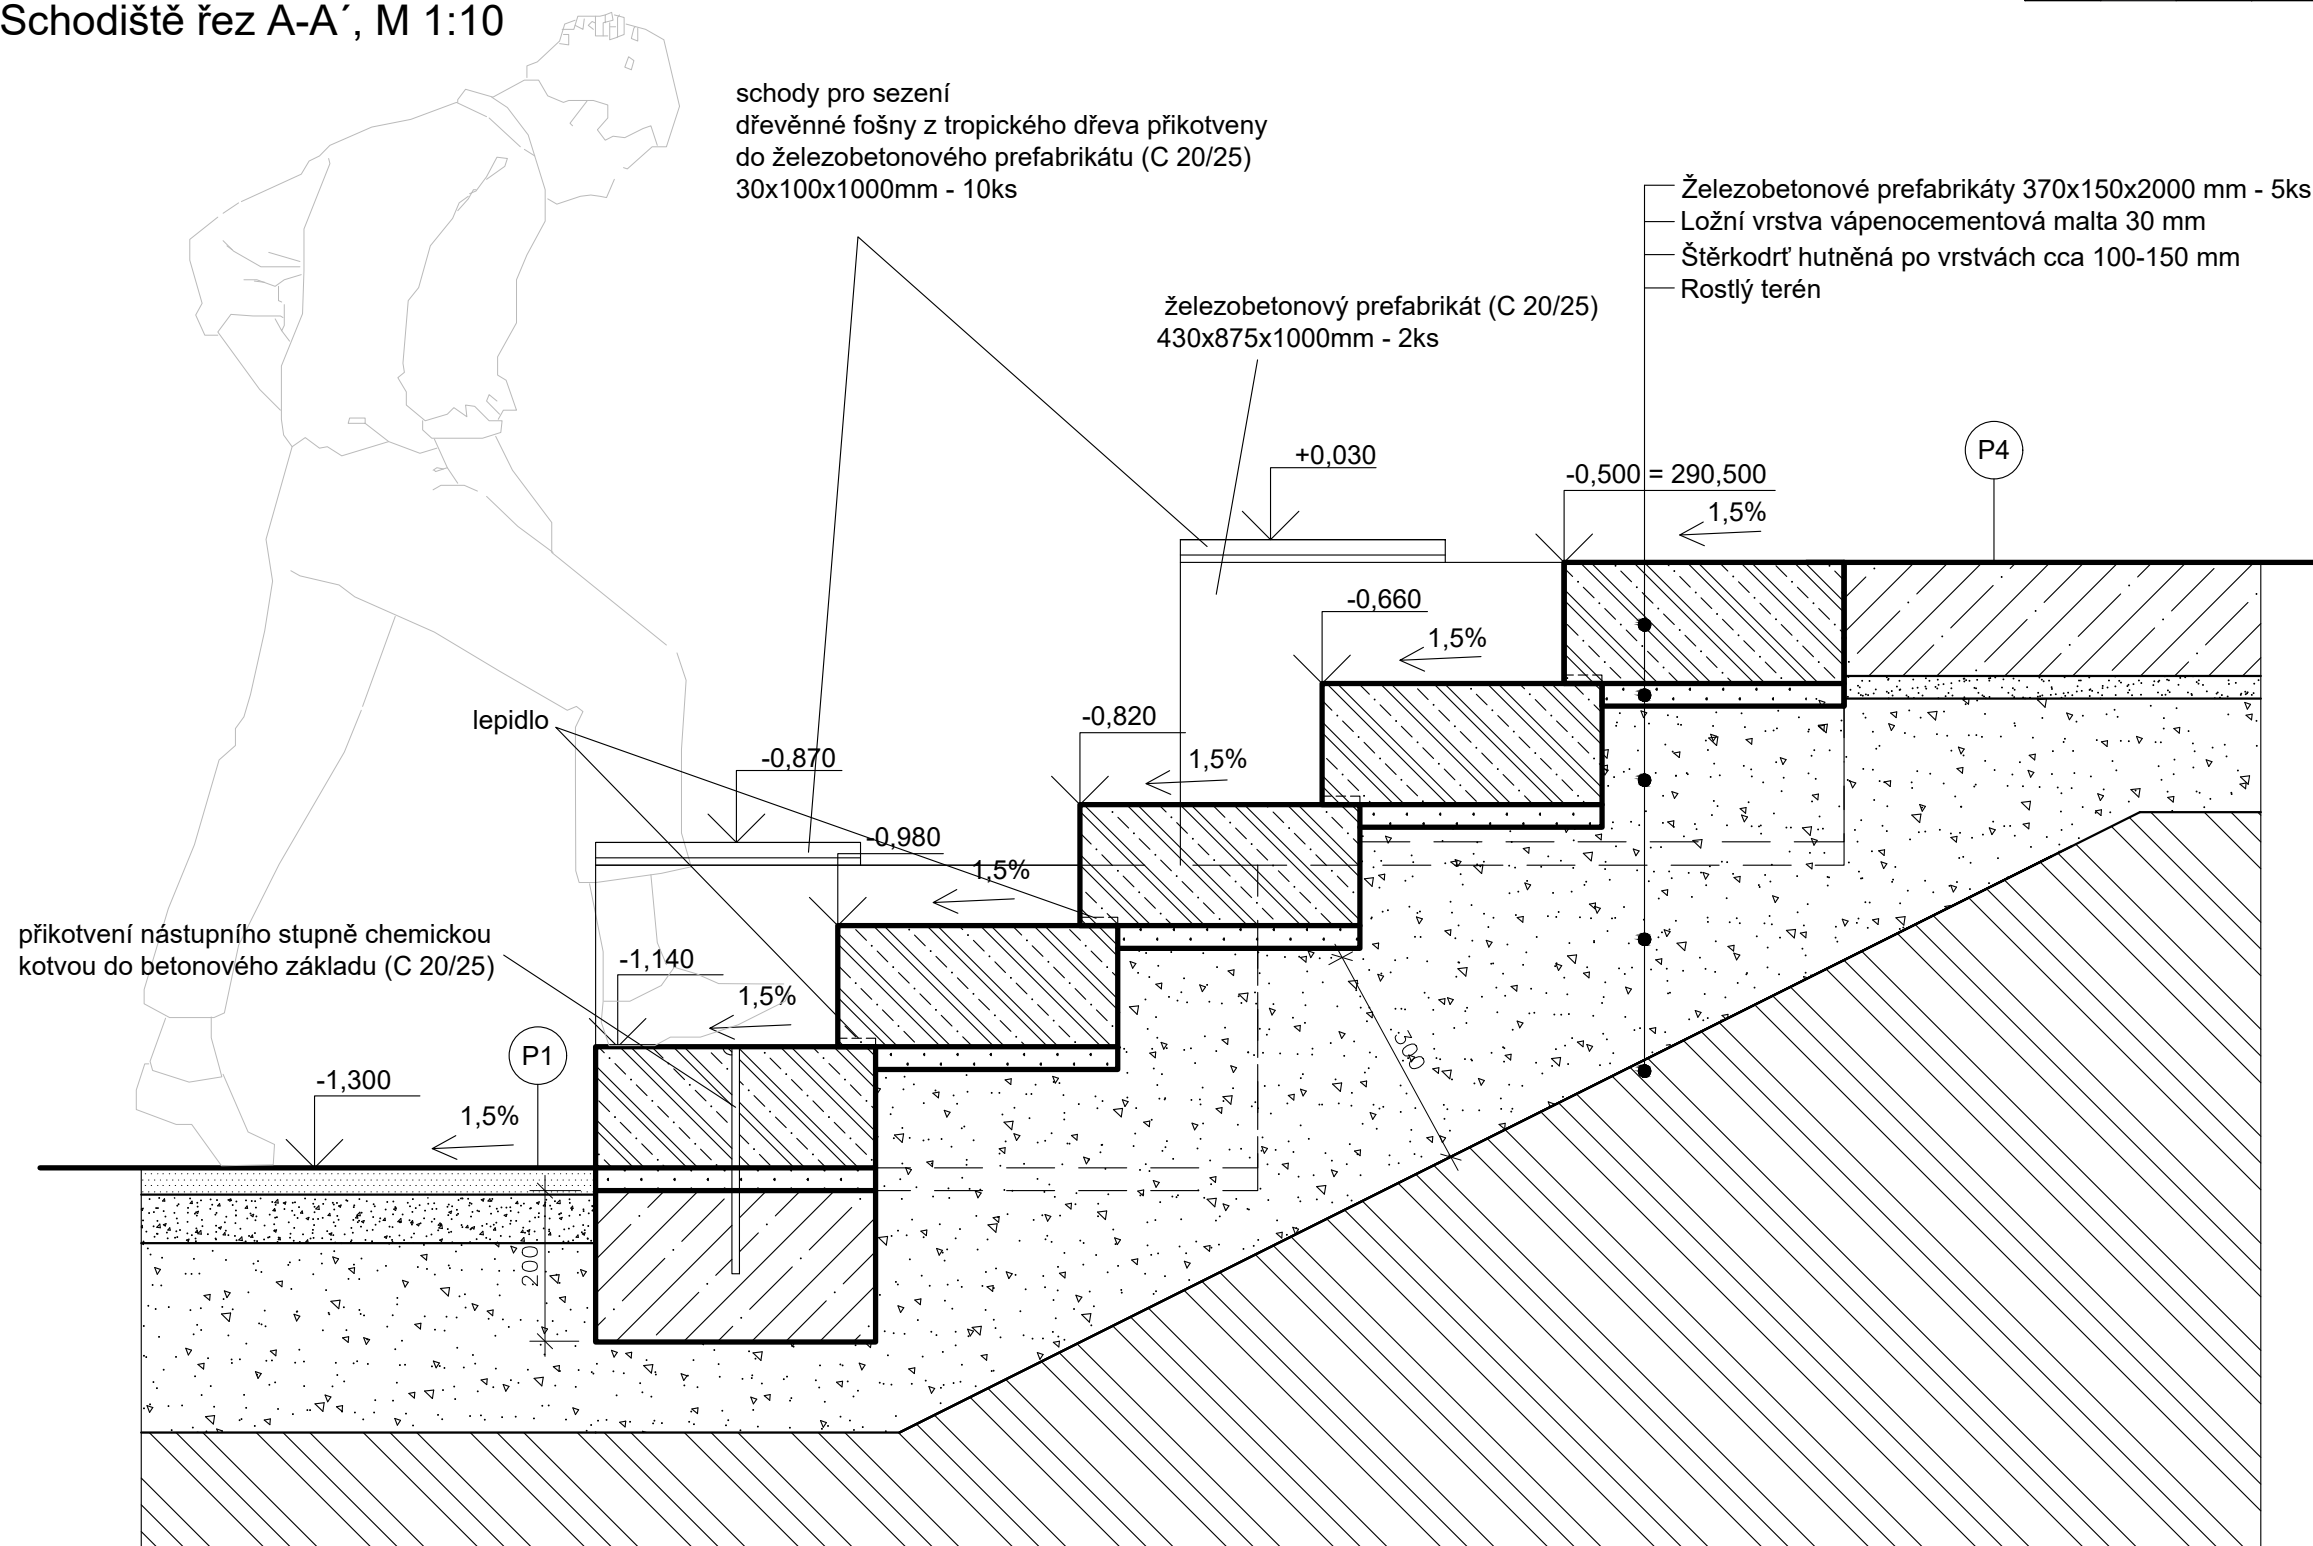 Schodiště řez A-A´, M 1:10
schody pro sezení
dřevěnné fošny z tropického dřeva přikotveny
do železobetonového prefabrikátu (C 20/25)
30x100x1000mm - 10ks
Železobetonové prefabrikáty 370x150x2000 mm - 5ks
Ložní vrstva vápenocementová malta 30 mm
Štěrkodrť hutněná po vrstvách cca 100-150 mm
Rostlý terén
železobetonový prefabrikát (C 20/25)
430x875x1000mm - 2ks
+0,030
-0,500 = 290,500
1,5%
P4
-0,660
1,5%
-0,820
1,5%
lepidlo
-0,870
-0,980
1,5%
přikotvení nástupního stupně chemickou
kotvou do betonového základu (C 20/25)
-1,140
1,5%
P1
-1,300
1,5%
300
200